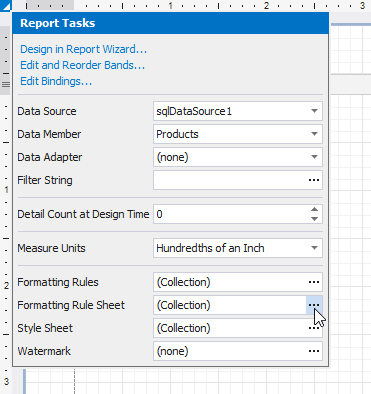 1 2 3
Report Tasks
Design in Report Wizard...
Edit and Reorder Bands...
Edit Bindings...
Data Source sqlDataSource1
Data Member Products
Data Adapter (none)
Filter String ...
Detail Count at Design Time 0
Measure Units Hundredths of an Inch
Formatting Rules (Collection) ...
Formatting Rule Sheet (Collection) ...
Style Sheet (Collection) ...
Watermark (none) ...
1
2
3